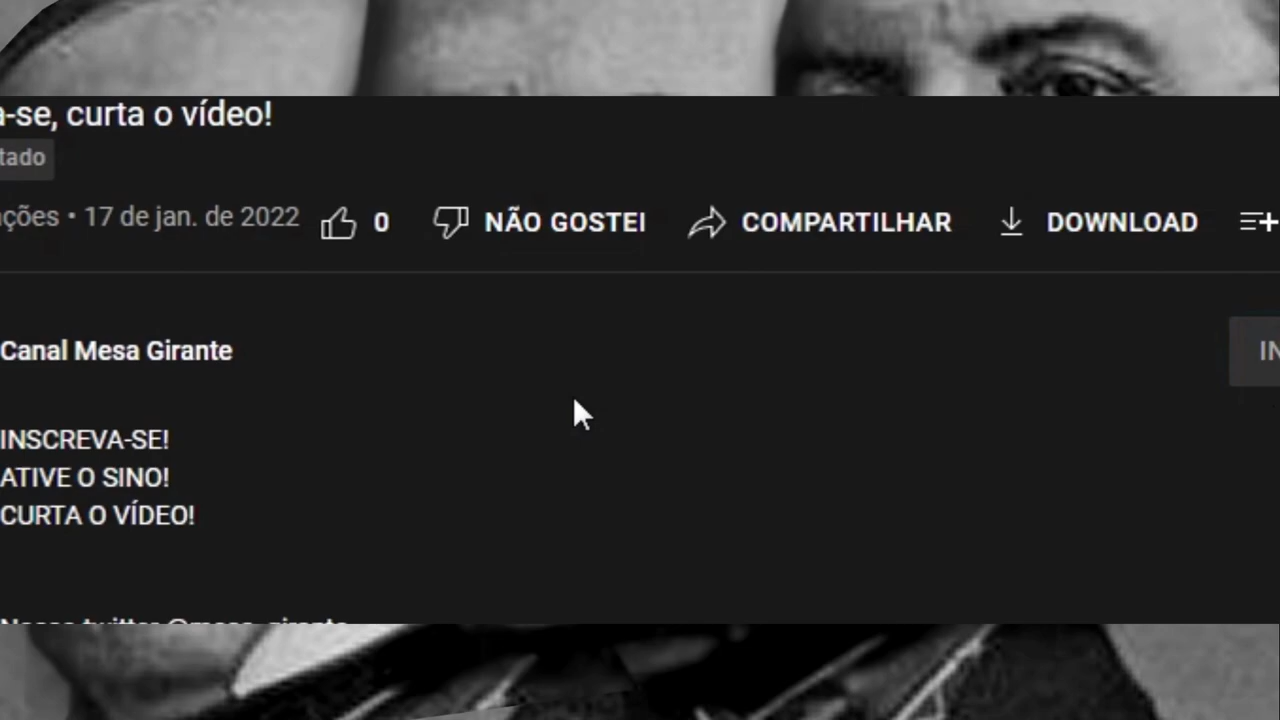 a-se, curta o vídeo!
tado
ções • 17 de jan. de 2022 0 NÃO GOSTEI COMPARTILHAR DOWNLOAD
Canal Mesa Girante
IN
INSCREVA-SE!
ATIVE O SINO!
CURTA O VÍDEO!